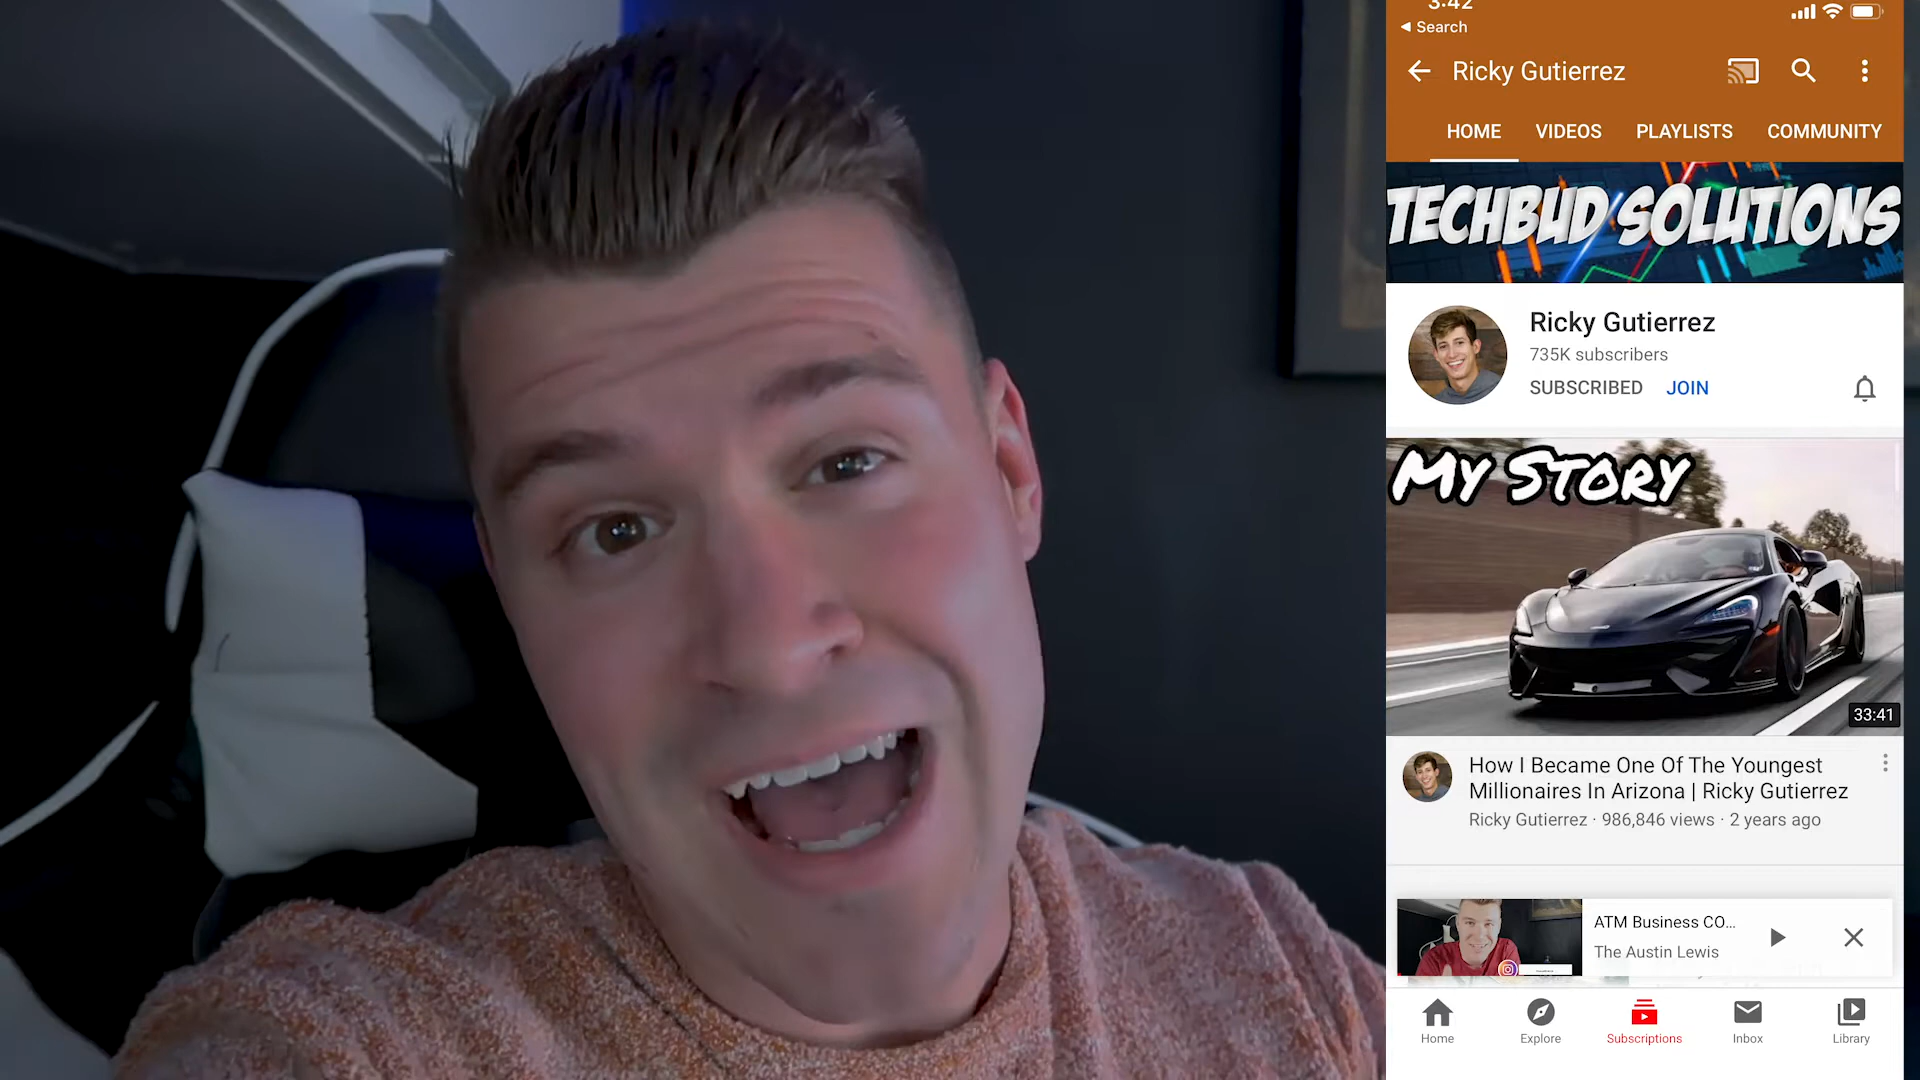 3:42
Search
Ricky Gutierrez
HOME VIDEOS PLAYLISTS COMMUNITY
TECHBUD SOLUTIONS
Ricky Gutierrez
735K subscribers
SUBSCRIBED JOIN
My Story
33:41
How I Became One Of The Youngest
Millionaires In Arizona | Ricky Gutierrez
Ricky Gutierrez · 986,846 views · 2 years ago
ATM Business CO...
The Austin Lewis
Home Explore Subscriptions Inbox Library